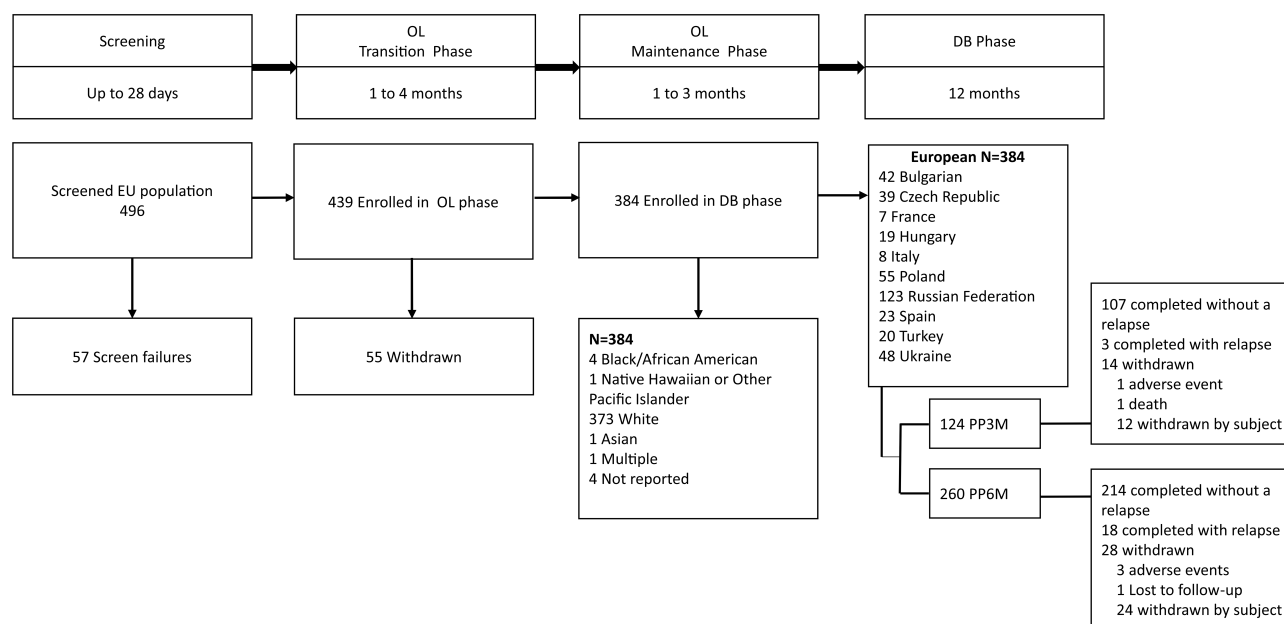 Screening
Up to 28 days
OL
Transition Phase
1 to 4 months
OL
Maintenance Phase
1 to 3 months
DB Phase
12 months
Screened EU population
496
439 Enrolled in OL phase
384 Enrolled in DB phase
European N=384
42 Bulgarian
39 Czech Republic
7 France
19 Hungary
8 Italy
55 Poland
123 Russian Federation
23 Spain
20 Turkey
48 Ukraine
57 Screen failures
55 Withdrawn
N=384
4 Black/African American
1 Native Hawaiian or Other
Pacific Islander
373 White
1 Asian
1 Multiple
4 Not reported
124 PP3M
107 completed without a
relapse
3 completed with relapse
14 withdrawn
1 adverse event
1 death
12 withdrawn by subject
260 PP6M
214 completed without a
relapse
18 completed with relapse
28 withdrawn
3 adverse events
1 Lost to follow-up
24 withdrawn by subject